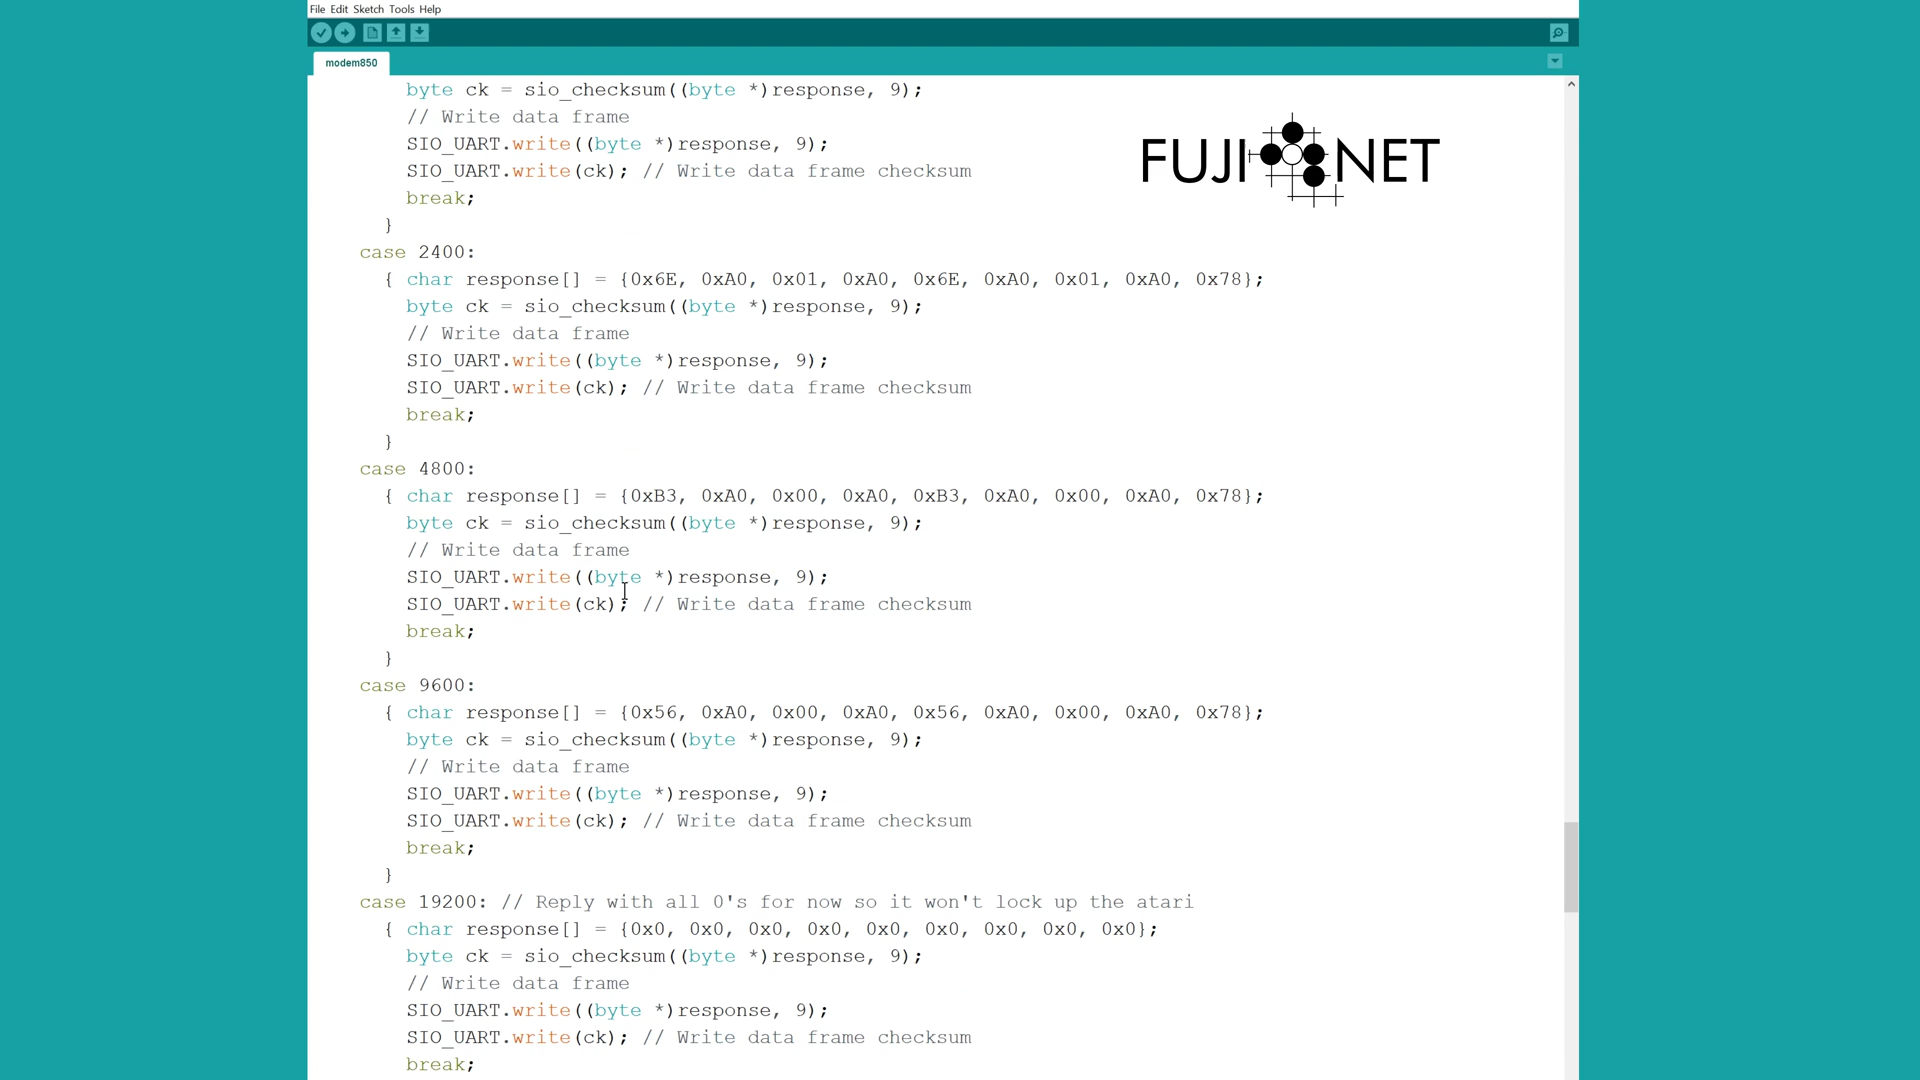 File Edit Sketch Tools Help
modem850
byte ck = sio_checksum((byte *)response, 9);
// Write data frame
SIO_UART.write((byte *)response, 9);
SIO_UART.write(ck); // Write data frame checksum
break;
}
FUJI NET
case 2400:
{ char response[] = {0x6E, 0xA0, 0x01, 0xA0, 0x6E, 0xA0, 0x01, 0xA0, 0x78};
byte ck = sio_checksum((byte *)response, 9);
// Write data frame
SIO_UART.write((byte *)response, 9);
SIO_UART.write(ck); // Write data frame checksum
break;
}
case 4800:
{ char response[] = {0xB3, 0xA0, 0x00, 0xA0, 0xB3, 0xA0, 0x00, 0xA0, 0x78};
byte ck = sio_checksum((byte *)response, 9);
// Write data frame
SIO_UART.write((byte *)response, 9);
SIO_UART.write(ck); // Write data frame checksum
break;
}
case 9600:
{ char response[] = {0x56, 0xA0, 0x00, 0xA0, 0x56, 0xA0, 0x00, 0xA0, 0x78};
byte ck = sio_checksum((byte *)response, 9);
// Write data frame
SIO_UART.write((byte *)response, 9);
SIO_UART.write(ck); // Write data frame checksum
break;
}
case 19200: // Reply with all 0's for now so it won't lock up the atari
{ char response[] = {0x0, 0x0, 0x0, 0x0, 0x0, 0x0, 0x0, 0x0, 0x0};
byte ck = sio_checksum((byte *)response, 9);
// Write data frame
SIO_UART.write((byte *)response, 9);
SIO_UART.write(ck); // Write data frame checksum
break;